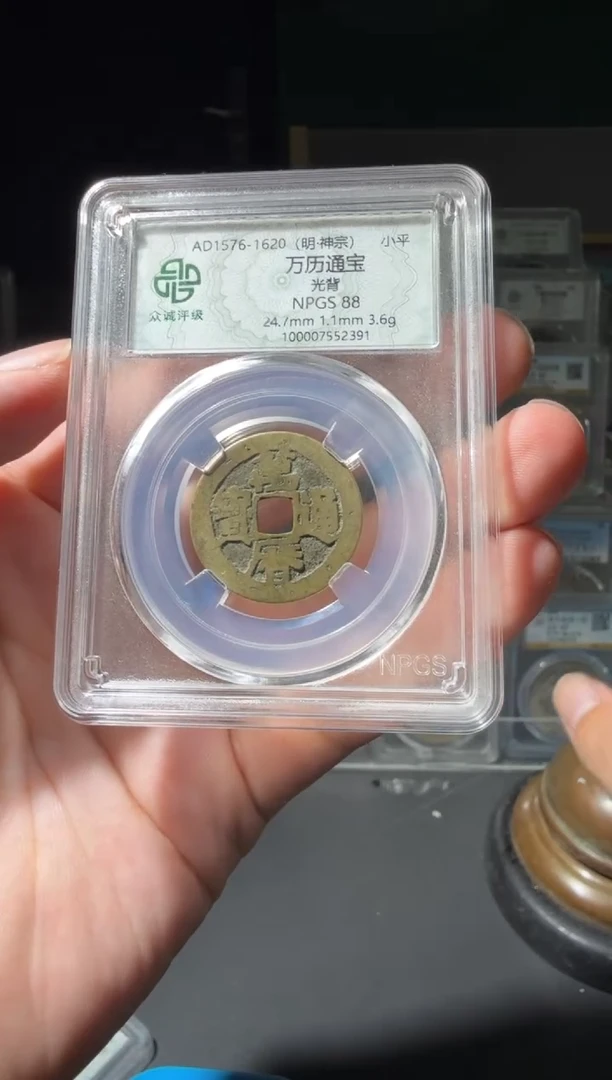 AD1576-1620（明·神宗） 小平
万历通宝
光背
NPGS 88
24.7mm 1.1mm 3.6g
100007552391
众诚评级
萬
曆
通
寳
NPGS